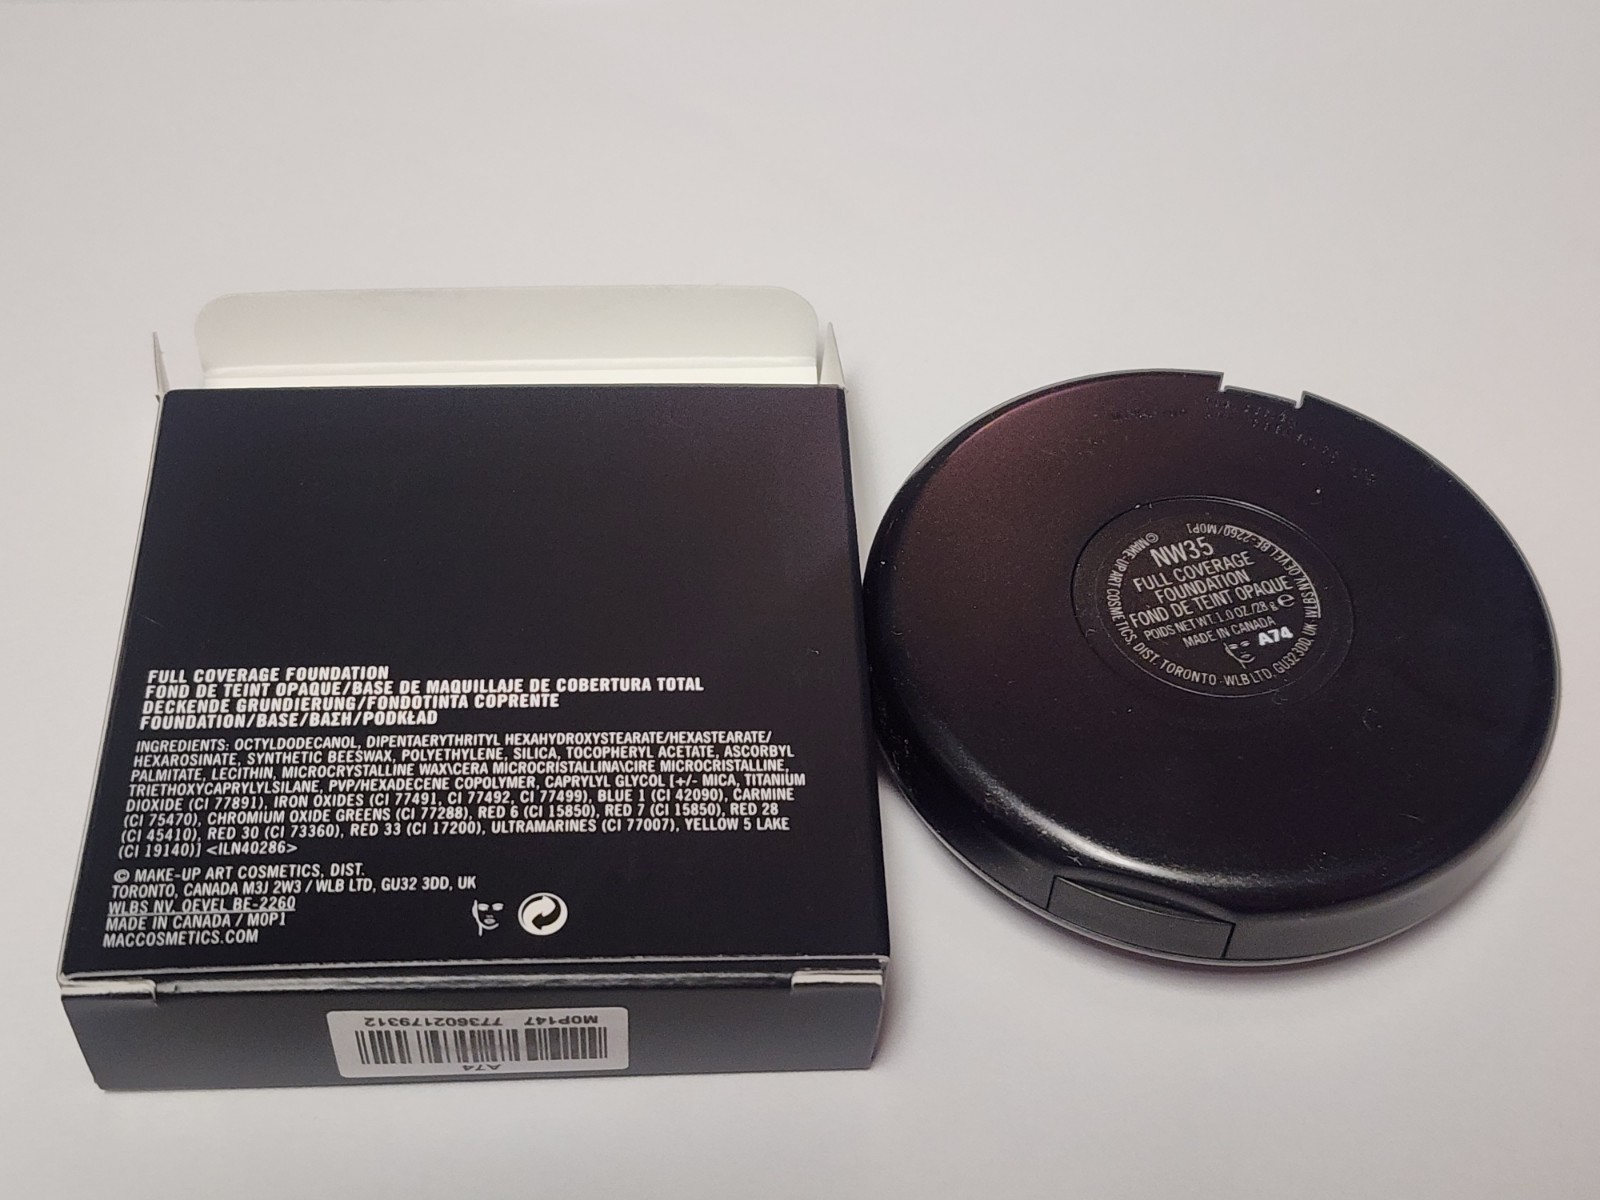 FULL COVERAGE FOUNDATION
FOND DE TEINT OPAQUE/BASE DE MAQUILLAJE DE COBERTURA TOTAL
DECKENDE GRUNDIERUNG/FONDOTINTA COPRENTE
FOUNDATION/BASE/ΒΑΣΗ/PODKŁAD
INGREDIENTS: OCTYLDODECANOL, DIPENTAERYTHRITYL HEXAHYDROXYSTEARATE/HEXASTEARATE/
HEXAROSINATE, SYNTHETIC BEESWAX, POLYETHYLENE, SILICA, TOCOPHERYL ACETATE, ASCORBYL
PALMITATE, LECITHIN, MICROCRYSTALLINE WAX\CERA MICROCRISTALLINA\CIRE MICROCRISTALLINE,
TRIETHOXYCAPRYLYLSILANE, PVP/HEXADECENE COPOLYMER, CAPRYLYL GLYCOL [+/- MICA, TITANIUM
DIOXIDE (CI 77891), IRON OXIDES (CI 77491, CI 77492, CI 77499), BLUE 1 (CI 42090), CARMINE
(CI 75470), CHROMIUM OXIDE GREENS (CI 77288), RED 6 (CI 15850), RED 7 (CI 15850), RED 28
(CI 45410), RED 30 (CI 73360), RED 33 (CI 17200), ULTRAMARINES (CI 77007), YELLOW 5 LAKE
(CI 19140)] <ILN40286>
© MAKE-UP ART COSMETICS, DIST.
TORONTO, CANADA M3J 2W3 / WLB LTD, GU32 3DD, UK
WLBS NV, OEVEL BE-2260
MADE IN CANADA / M0P1
MACCOSMETICS.COM
M0P147 773602179312
A74
NW35
FULL COVERAGE
FOUNDATION
FOND DE TEINT OPAQUE
POIDS NET WT. 1.0 OZ./28 g e
MADE IN CANADA
A74
© MAKE-UP ART COSMETICS, DIST. TORONTO - WLB LTD. GU32 3DD, UK - WLBS NV, OEVEL BE-2260/M0P1